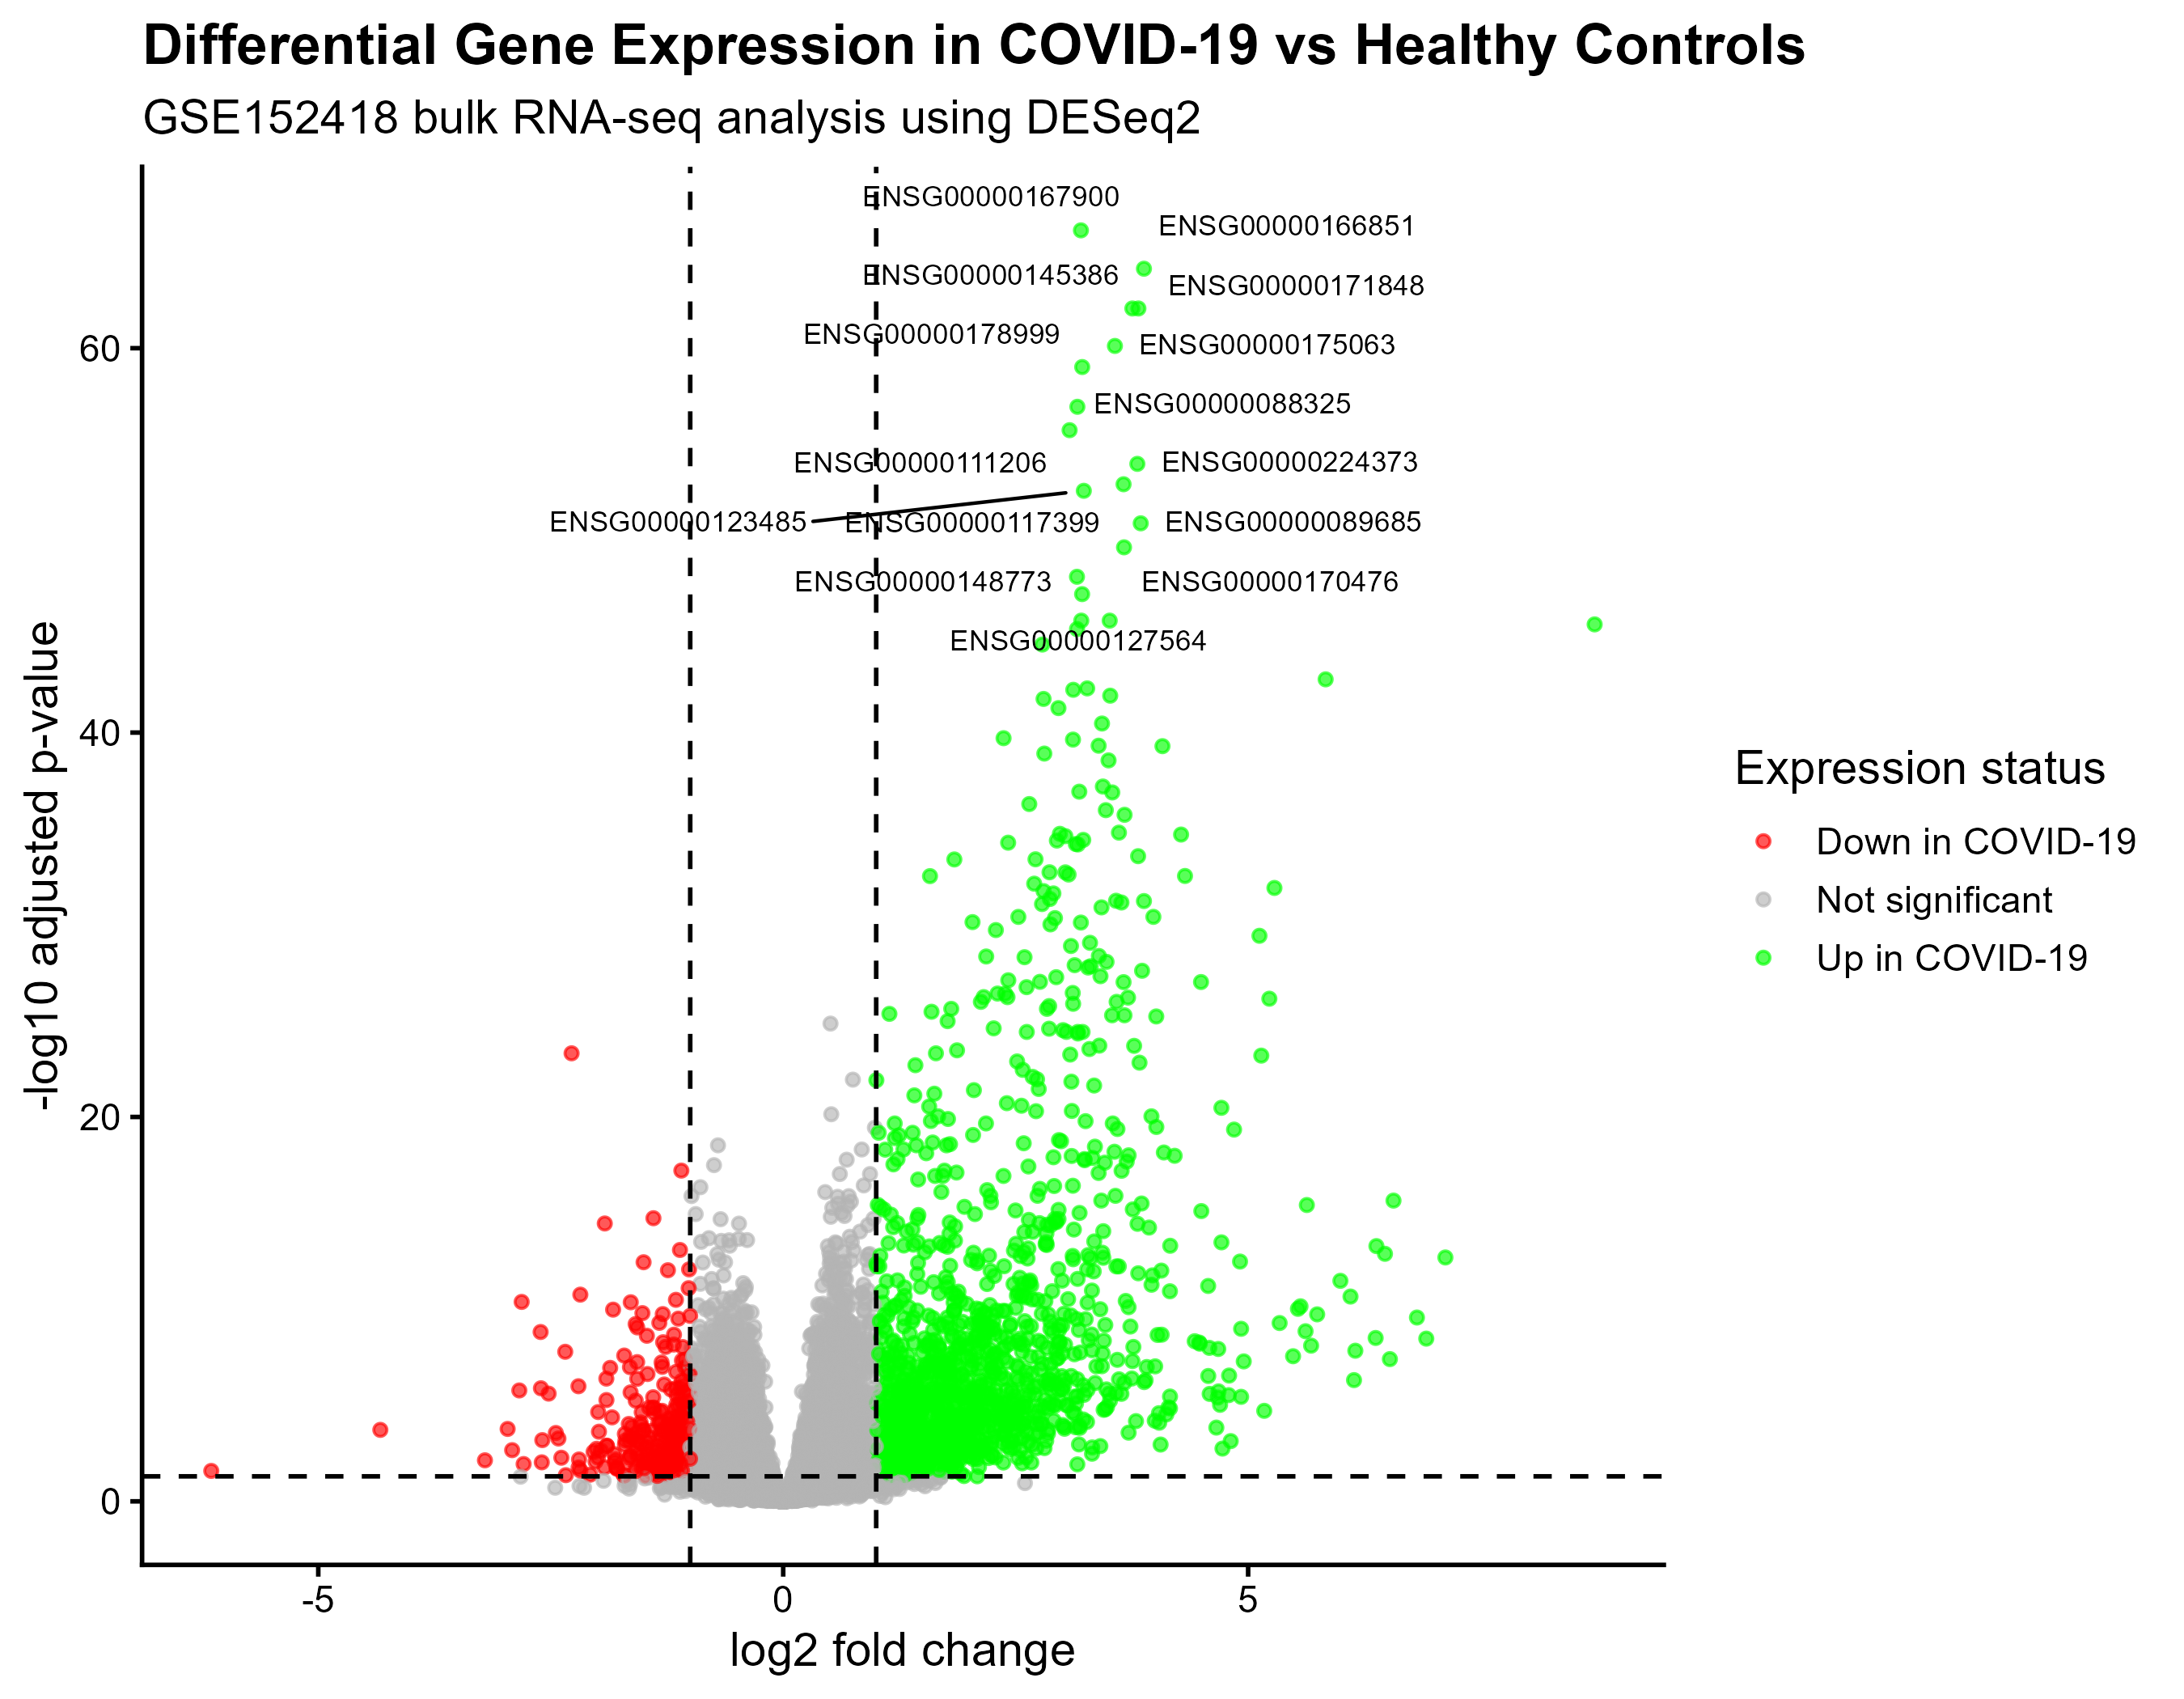 Differential Gene Expression in COVID-19 vs Healthy Controls
GSE152418 bulk RNA-seq analysis using DESeq2
ENSG00000167900
ENSG00000166851
ENSG00000145386
ENSG00000171848
ENSG00000178999
ENSG00000175063
ENSG00000088325
ENSG00000111206
ENSG00000224373
ENSG00000123485
ENSG00000117399
ENSG00000089685
ENSG00000148773
ENSG00000170476
ENSG00000127564
-log10 adjusted p-value
60
40
20
0
-5
0
5
log2 fold change
Expression status
Down in COVID-19
Not significant
Up in COVID-19